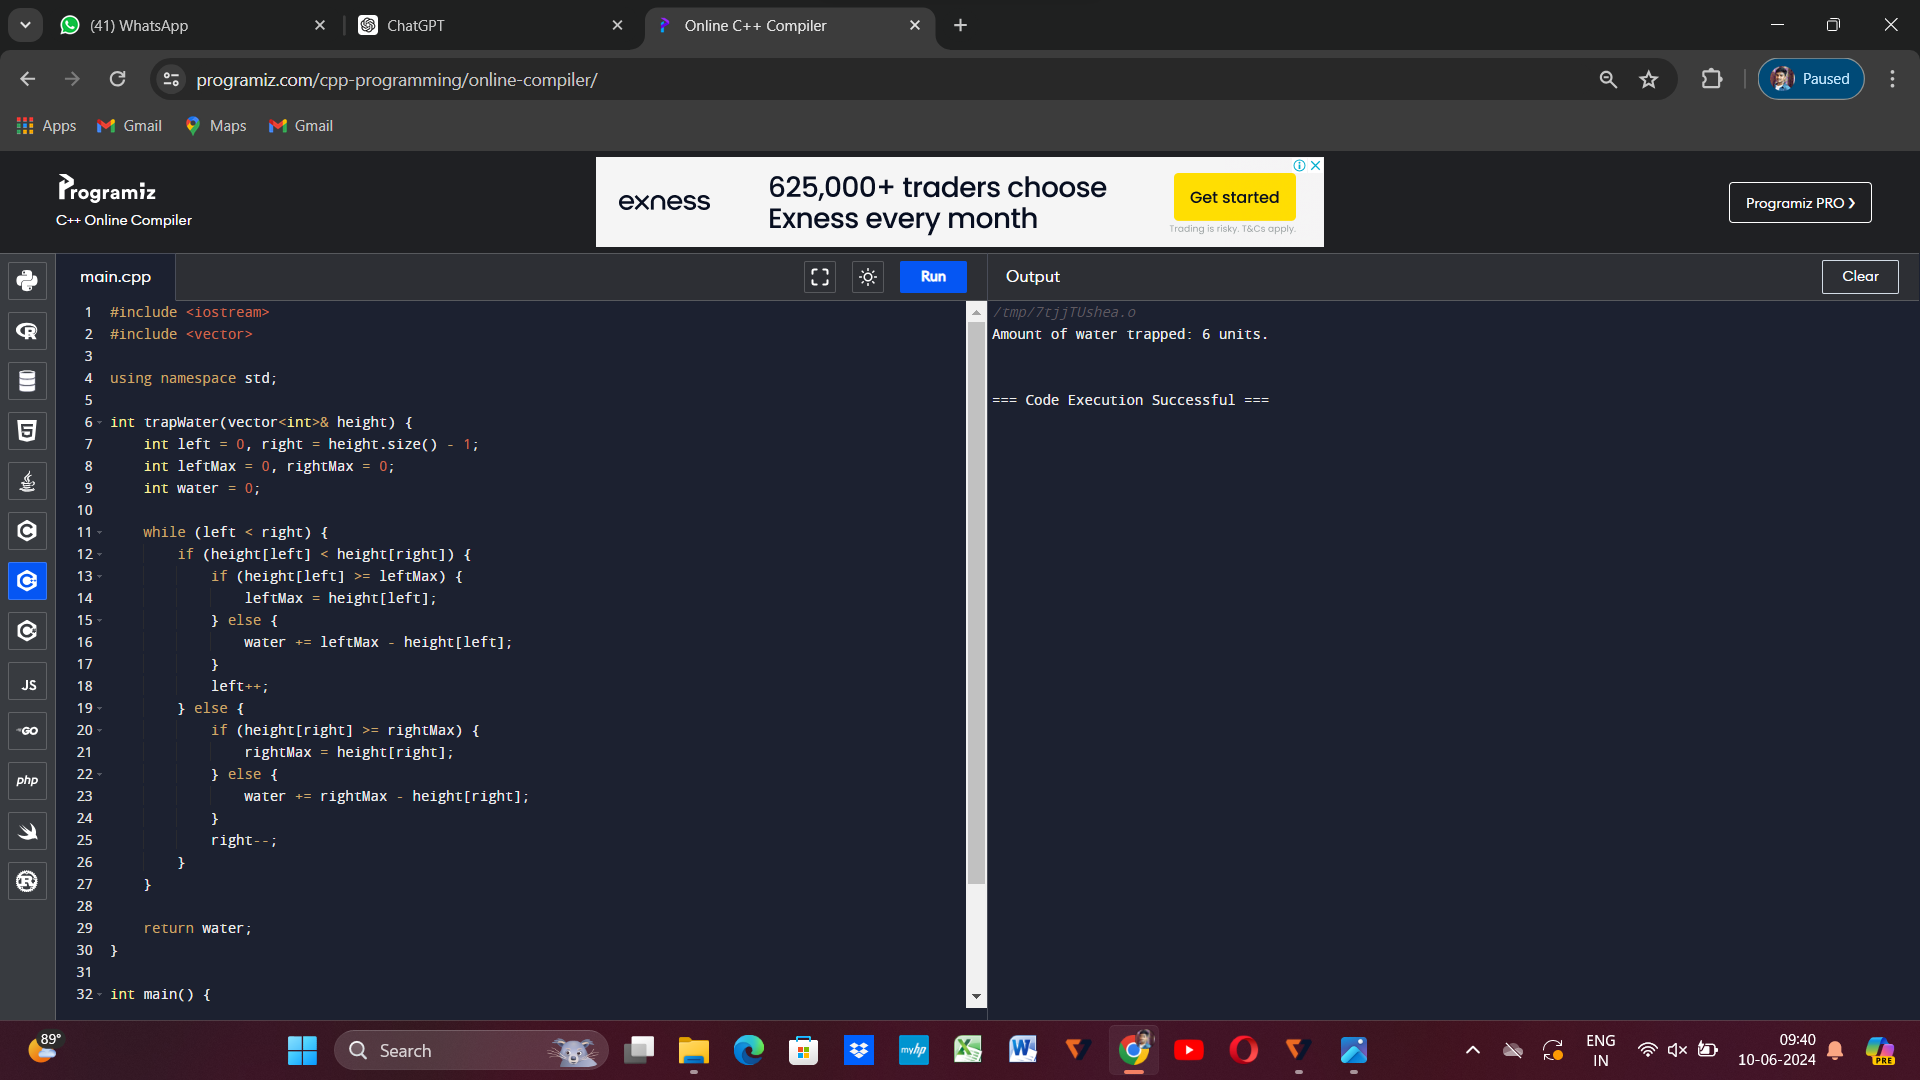 (41) WhatsApp
ChatGPT
Online C++ Compiler
programiz.com/cpp-programming/online-compiler/
Paused
Apps
Gmail
Maps
Gmail
Programiz
C++ Online Compiler
exness
625,000+ traders choose
Exness every month
Get started
Trading is risky. T&Cs apply.
Programiz PRO ❯
main.cpp
Run
Output
Clear
1 #include <iostream>
2 #include <vector>
3
4 using namespace std;
5
6 int trapWater(vector<int>& height) {
7     int left = 0, right = height.size() - 1;
8     int leftMax = 0, rightMax = 0;
9     int water = 0;
10
11     while (left < right) {
12         if (height[left] < height[right]) {
13             if (height[left] >= leftMax) {
14                 leftMax = height[left];
15             } else {
16                 water += leftMax - height[left];
17             }
18             left++;
19         } else {
20             if (height[right] >= rightMax) {
21                 rightMax = height[right];
22             } else {
23                 water += rightMax - height[right];
24             }
25             right--;
26         }
27     }
28
29     return water;
30 }
31
32 int main() {
/tmp/7tjjTUshea.o
Amount of water trapped: 6 units.
=== Code Execution Successful ===
JS
GO
php
89°
Search
myhp
ENG
IN
09:40
10-06-2024
PRE